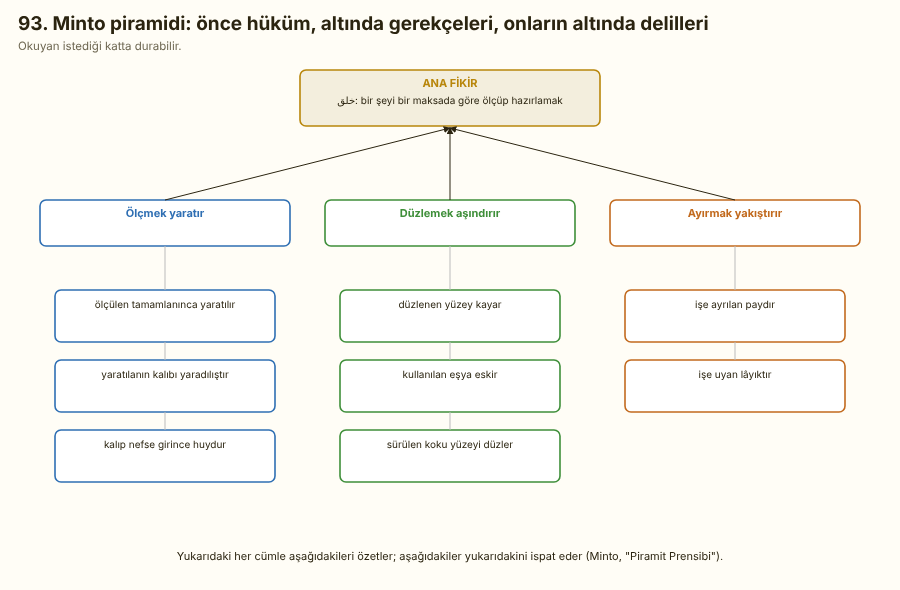 93. Minto piramidi: önce hüküm, altında gerekçeleri, onların altında delilleri
Okuyan istediği katta durabilir.
ANA FİKİR
خلق: bir şeyi bir maksada göre ölçüp hazırlamak
Ölçmek yaratır
Düzlemek aşındırır
Ayırmak yakıştırır
ölçülen tamamlanınca yaratılır
düzlenen yüzey kayar
işe ayrılan paydır
yaratılanın kalıbı yaradılıştır
kullanılan eşya eskir
işe uyan lâyıktır
kalıp nefse girince huydur
sürülen koku yüzeyi düzler
Yukarıdaki her cümle aşağıdakileri özetler; aşağıdakiler yukarıdakini ispat eder (Minto, "Piramit Prensibi").